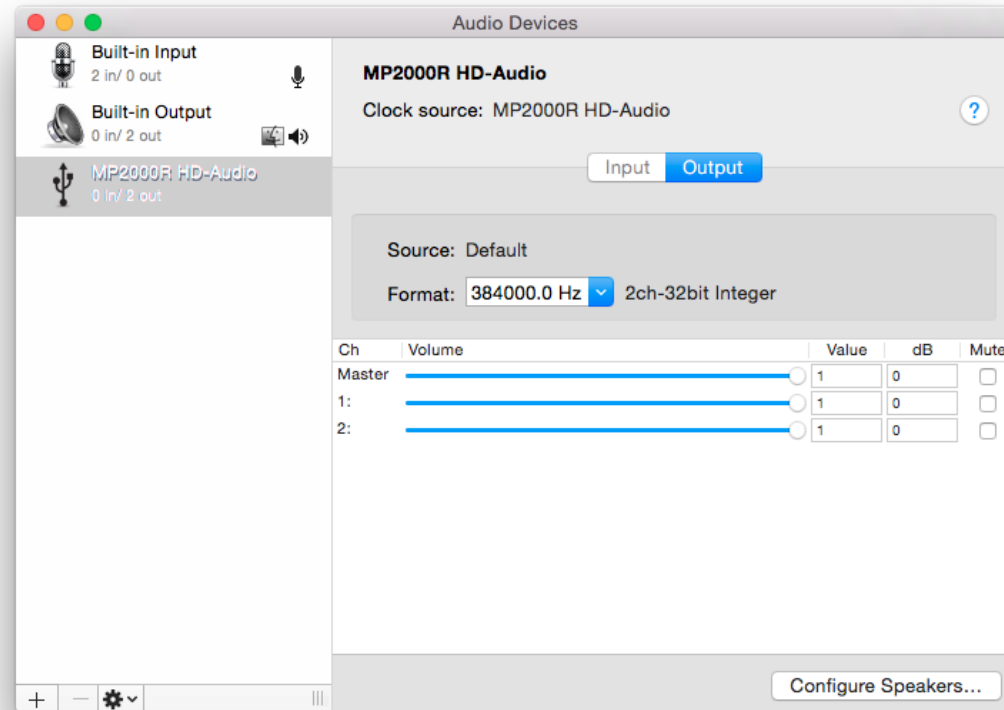 Audio Devices
Built-in Input
2 in/ 0 out
Built-in Output
0 in/ 2 out
MP2000R HD-Audio
0 in/ 2 out
MP2000R HD-Audio
Clock source: MP2000R HD-Audio
?
Input Output
Source: Default
Format: 384000.0 Hz 2ch-32bit Integer
Ch Volume Value dB Mute
Master 1 0
1: 1 0
2: 1 0
Configure Speakers...